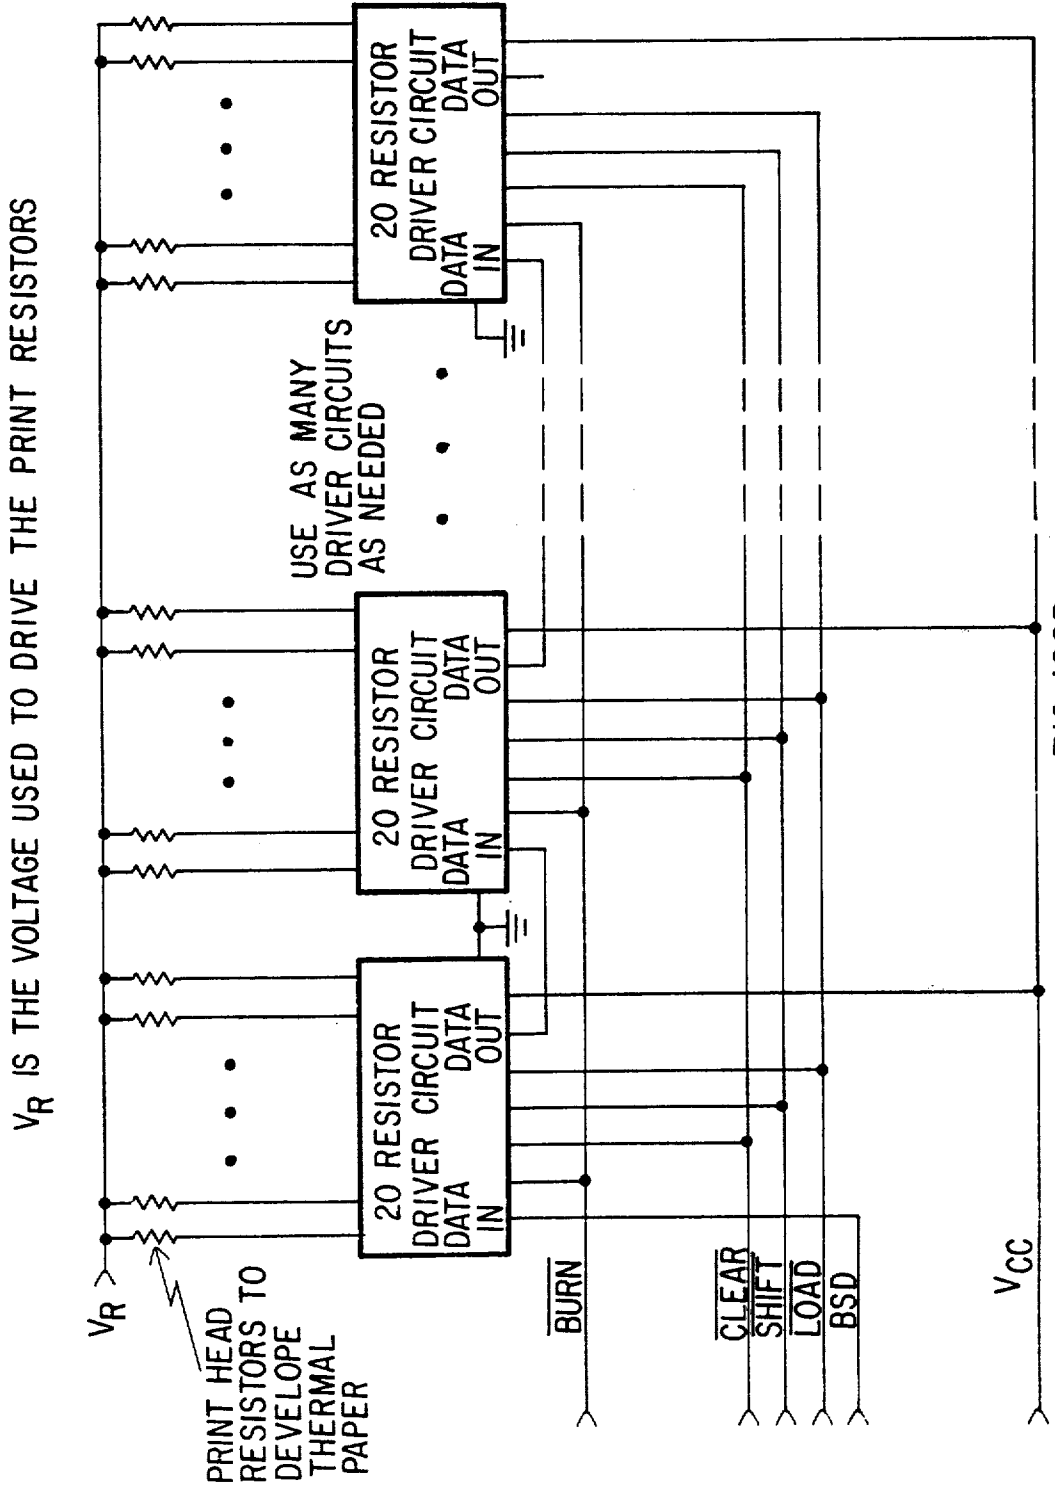 V_R IS THE VOLTAGE USED TO DRIVE THE PRINT RESISTORS
V_R
PRINT HEAD
RESISTORS TO
DEVELOPE
THERMAL
PAPER
20 RESISTOR
DRIVER CIRCUIT
DATA
IN
DATA
OUT
20 RESISTOR
DRIVER CIRCUIT
DATA
IN
DATA
OUT
USE AS MANY
DRIVER CIRCUITS
AS NEEDED
20 RESISTOR
DRIVER CIRCUIT
DATA
IN
DATA
OUT
BURN
CLEAR
SHIFT
LOAD
BSD
V_CC